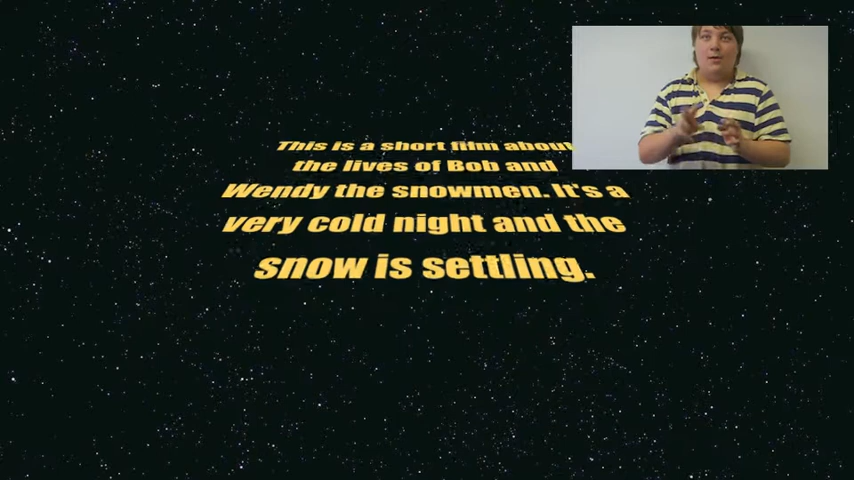 This is a short film about
the lives of Bob and
Wendy the snowmen. It's a
very cold night and the
snow is settling.